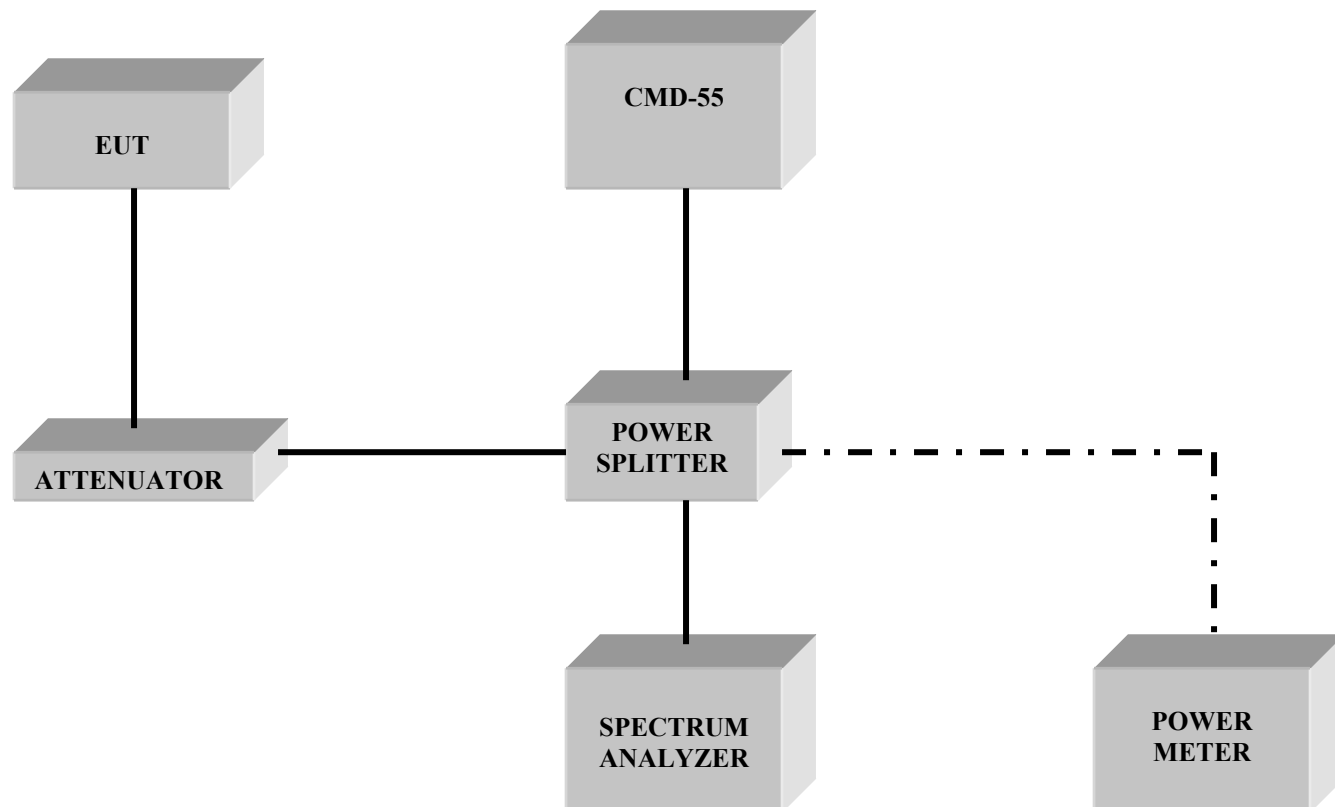 EUT
CMD-55
ATTENUATOR
POWER
SPLITTER
SPECTRUM
ANALYZER
POWER
METER